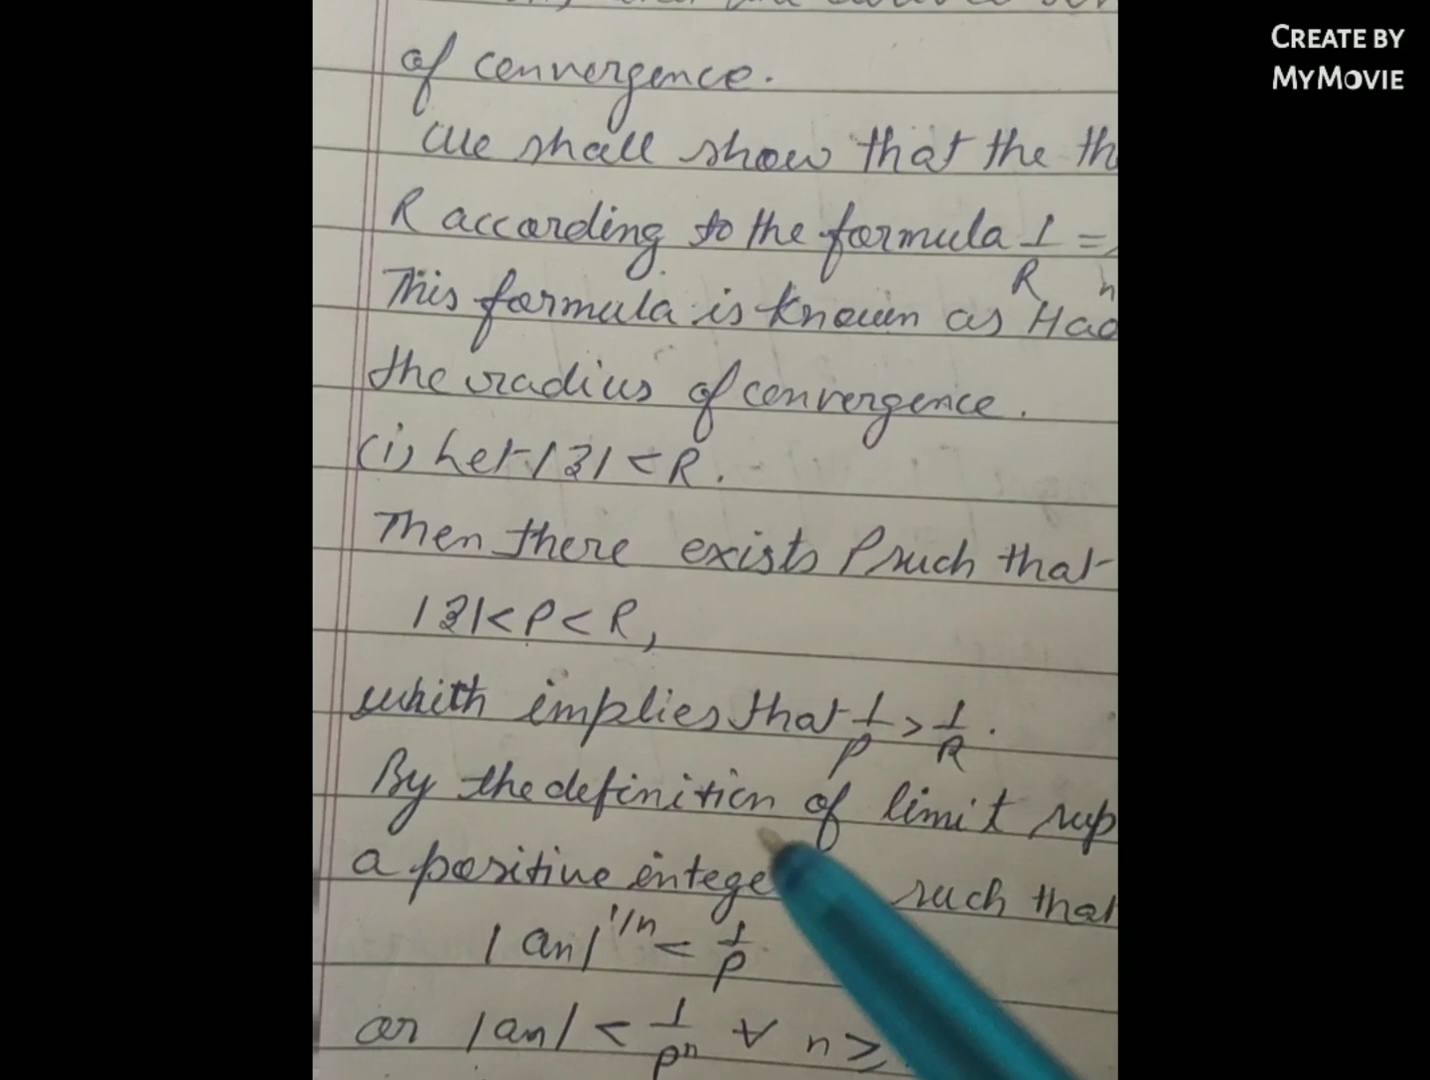 CREATE BY
MYMOVIE
of convergence.
We shall show that the th
R according to the formula 1/R =
n
This formula is known as Had
the radius of convergence.
(i) Let |z| < R.
Then there exists P such that
|z| < P < R,
whith implies that 1/P > 1/R.
By the definition of limit sup
a positive intege such that
|an|^1/n < 1/P
or |an| < 1/P^n ∀ n ≥